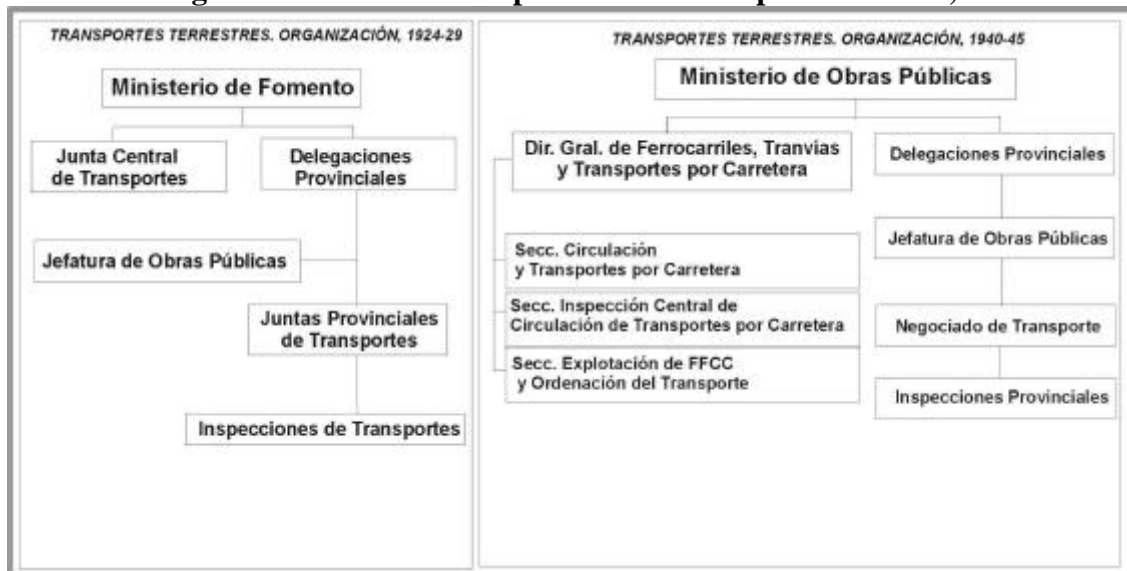 TRANSPORTES TERRESTRES. ORGANIZACIÓN, 1924-29
Ministerio de Fomento
Junta Central
de Transportes
Delegaciones
Provinciales
Jefatura de Obras Públicas
Juntas Provinciales
de Transportes
Inspecciones de Transportes
TRANSPORTES TERRESTRES. ORGANIZACIÓN, 1940-45
Ministerio de Obras Públicas
Dir. Gral. de Ferrocarriles, Tranvias
y Transportes por Carretera
Delegaciones Provinciales
Secc. Circulación
y Transportes por Carretera
Jefatura de Obras Públicas
Secc. Inspección Central de
Circulación de Transportes por Carretera
Negociado de Transporte
Secc. Explotación de FFCC
y Ordenación del Transporte
Inspecciones Provinciales